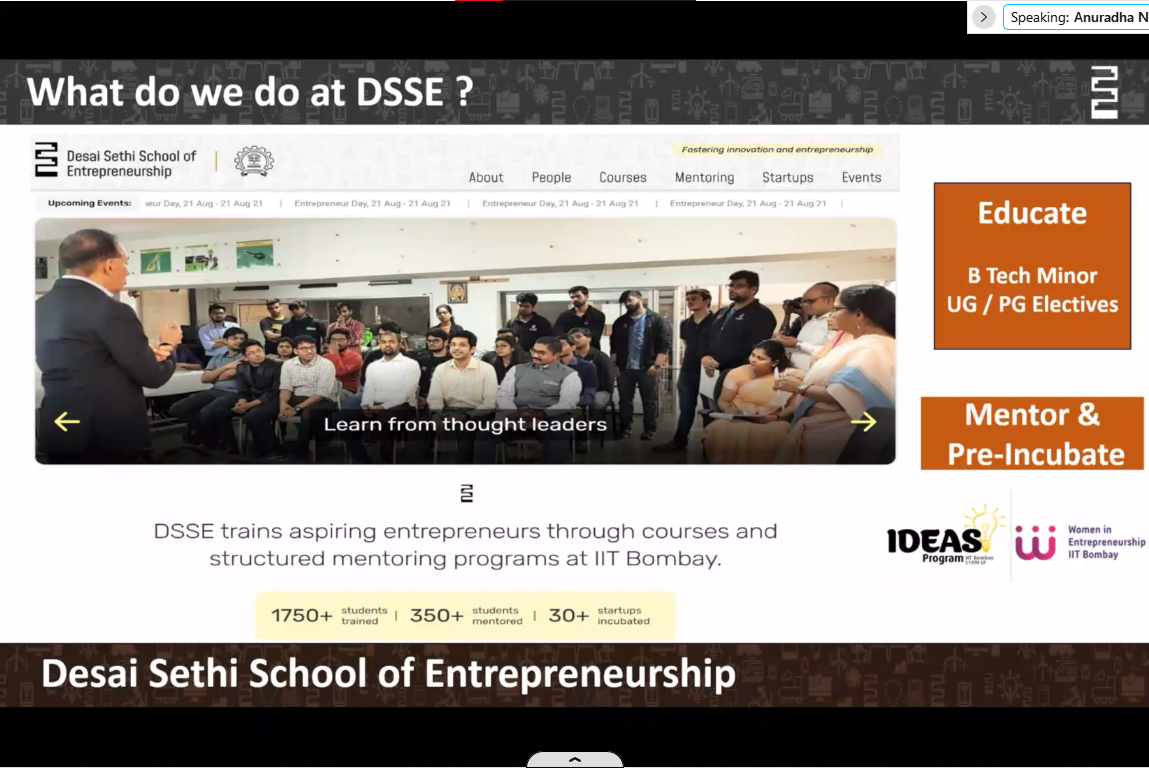 Speaking: Anuradha N
What do we do at DSSE ?
Desai Sethi School of
Entrepreneurship
Fostering innovation and entrepreneurship
About People Courses Mentoring Startups Events
Upcoming Events: eur Day, 21 Aug - 21 Aug 21 | Entrepreneur Day, 21 Aug - 21 Aug 21 | Entrepreneur Day, 21 Aug - 21 Aug 21 | Entrepreneur Day, 21 Aug - 21 Aug 21 |
Learn from thought leaders
DSSE trains aspiring entrepreneurs through courses and
structured mentoring programs at IIT Bombay.
1750+ students trained | 350+ students mentored | 30+ startups incubated
Educate
B Tech Minor
UG / PG Electives
Mentor &
Pre-Incubate
IDEAS
Program IIT Bombay
Women in
Entrepreneurship
IIT Bombay
Desai Sethi School of Entrepreneurship